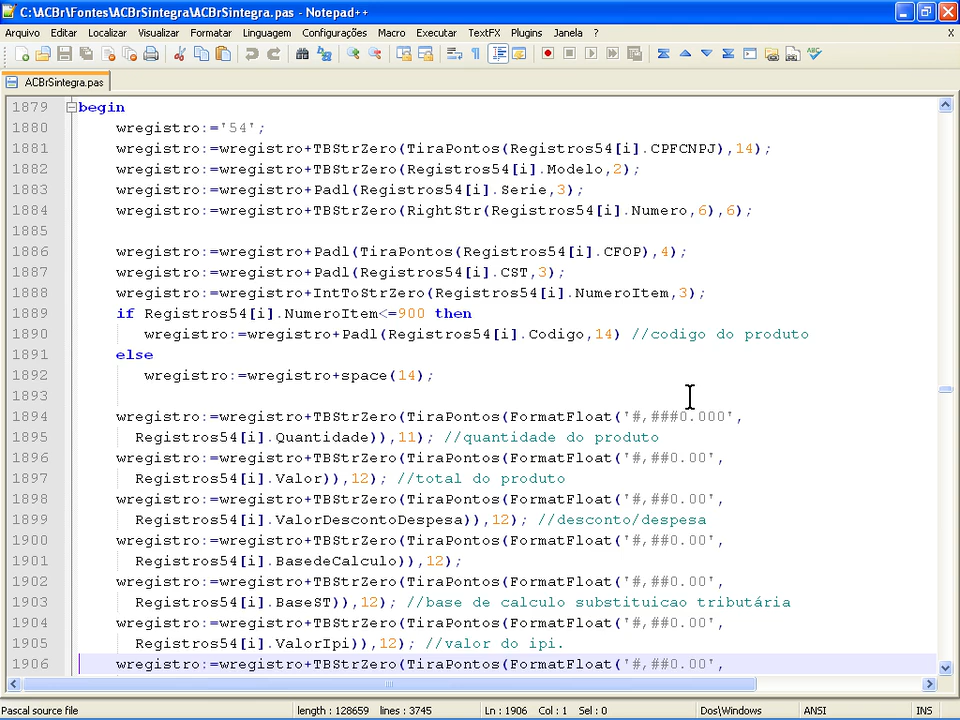 C:\ACBr\Fontes\ACBrSintegra\ACBrSintegra.pas - Notepad++
Arquivo Editar Localizar Visualizar Formatar Linguagem Configurações Macro Executar TextFX Plugins Janela ? X
ACBrSintegra.pas
1879 begin
1880 wregistro:='54';
1881 wregistro:=wregistro+TBStrZero(TiraPontos(Registros54[i].CPFCNPJ),14);
1882 wregistro:=wregistro+TBStrZero(Registros54[i].Modelo,2);
1883 wregistro:=wregistro+Padl(Registros54[i].Serie,3);
1884 wregistro:=wregistro+TBStrZero(RightStr(Registros54[i].Numero,6),6);
1885
1886 wregistro:=wregistro+Padl(TiraPontos(Registros54[i].CFOP),4);
1887 wregistro:=wregistro+Padl(Registros54[i].CST,3);
1888 wregistro:=wregistro+IntToStrZero(Registros54[i].NumeroItem,3);
1889 if Registros54[i].NumeroItem<=900 then
1890 wregistro:=wregistro+Padl(Registros54[i].Codigo,14) //codigo do produto
1891 else
1892 wregistro:=wregistro+space(14);
1893
1894 wregistro:=wregistro+TBStrZero(TiraPontos(FormatFloat('#,###0.000',
1895 Registros54[i].Quantidade)),11); //quantidade do produto
1896 wregistro:=wregistro+TBStrZero(TiraPontos(FormatFloat('#,##0.00',
1897 Registros54[i].Valor)),12); //total do produto
1898 wregistro:=wregistro+TBStrZero(TiraPontos(FormatFloat('#,##0.00',
1899 Registros54[i].ValorDescontoDespesa)),12); //desconto/despesa
1900 wregistro:=wregistro+TBStrZero(TiraPontos(FormatFloat('#,##0.00',
1901 Registros54[i].BasedeCalculo)),12);
1902 wregistro:=wregistro+TBStrZero(TiraPontos(FormatFloat('#,##0.00',
1903 Registros54[i].BaseST)),12); //base de calculo substituicao tributária
1904 wregistro:=wregistro+TBStrZero(TiraPontos(FormatFloat('#,##0.00',
1905 Registros54[i].ValorIpi)),12); //valor do ipi.
1906 wregistro:=wregistro+TBStrZero(TiraPontos(FormatFloat('#,##0.00',
Pascal source file length : 128659 lines : 3745 Ln : 1906 Col : 1 Sel : 0 Dos\Windows ANSI INS